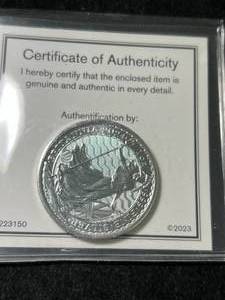 Certificate of Authenticity
I hereby certify that the enclosed item is
genuine and authentic in every detail.
Authentification by:
223150
©2023